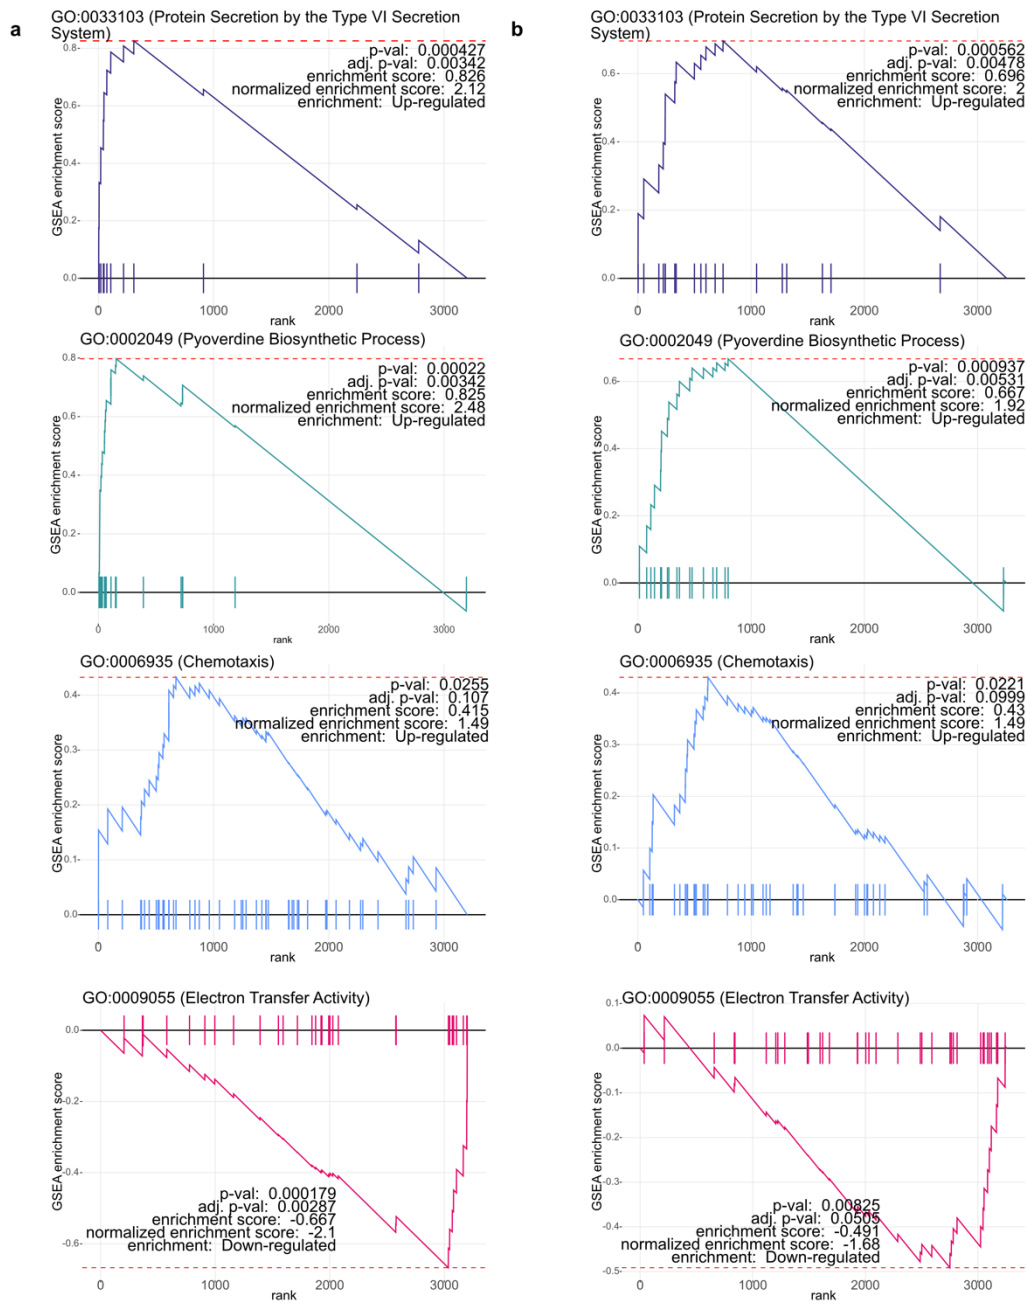 a
GO:0033103 (Protein Secretion by the Type VI Secretion
System)
p-val: 0.000427
adj. p-val: 0.00342
enrichment score: 0.826
normalized enrichment score: 2.12
enrichment: Up-regulated
GSEA enrichment score
0.8
0.6
0.4
0.2
0.0
0 1000 2000 3000
rank
b
GO:0033103 (Protein Secretion by the Type VI Secretion
System)
p-val: 0.000562
adj. p-val: 0.00478
enrichment score: 0.696
normalized enrichment score: 2
enrichment: Up-regulated
GSEA enrichment score
0.6
0.4
0.2
0.0
0 1000 2000 3000
rank
GO:0002049 (Pyoverdine Biosynthetic Process)
p-val: 0.00022
adj. p-val: 0.00342
enrichment score: 0.825
normalized enrichment score: 2.48
enrichment: Up-regulated
GSEA enrichment score
0.8
0.6
0.4
0.2
0.0
0 1000 2000 3000
rank
GO:0002049 (Pyoverdine Biosynthetic Process)
p-val: 0.000937
adj. p-val: 0.00531
enrichment score: 0.667
normalized enrichment score: 1.92
enrichment: Up-regulated
GSEA enrichment score
0.6
0.4
0.2
0.0
0 1000 2000 3000
rank
GO:0006935 (Chemotaxis)
p-val: 0.0255
adj. p-val: 0.107
enrichment score: 0.415
normalized enrichment score: 1.49
enrichment: Up-regulated
GSEA enrichment score
0.4
0.3
0.2
0.1
0.0
0 1000 2000 3000
rank
GO:0006935 (Chemotaxis)
p-val: 0.0221
adj. p-val: 0.0999
enrichment score: 0.43
normalized enrichment score: 1.49
enrichment: Up-regulated
GSEA enrichment score
0.4
0.3
0.2
0.1
0.0
0 1000 2000 3000
rank
GO:0009055 (Electron Transfer Activity)
GSEA enrichment score
0.0
-0.2
-0.4
-0.6
p-val: 0.000179
adj. p-val: 0.00287
enrichment score: -0.667
normalized enrichment score: -2.1
enrichment: Down-regulated
0 1000 2000 3000
rank
GO:0009055 (Electron Transfer Activity)
GSEA enrichment score
0.1
0.0
-0.1
-0.2
-0.3
-0.4
-0.5
p-val: 0.00825
adj. p-val: 0.0505
enrichment score: -0.491
normalized enrichment score: -1.68
enrichment: Down-regulated
0 1000 2000 3000
rank